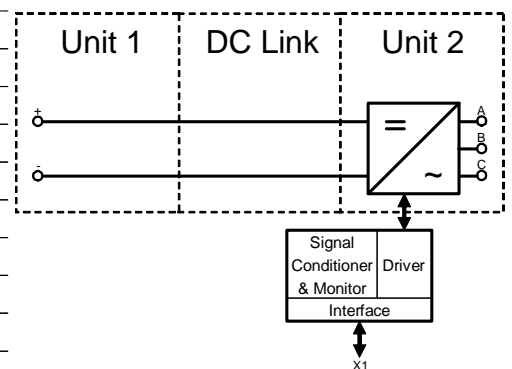 Unit 1 DC Link Unit 2
+
=
A
B
-
~
C
Signal
Conditioner Driver
& Monitor
Interface
X1